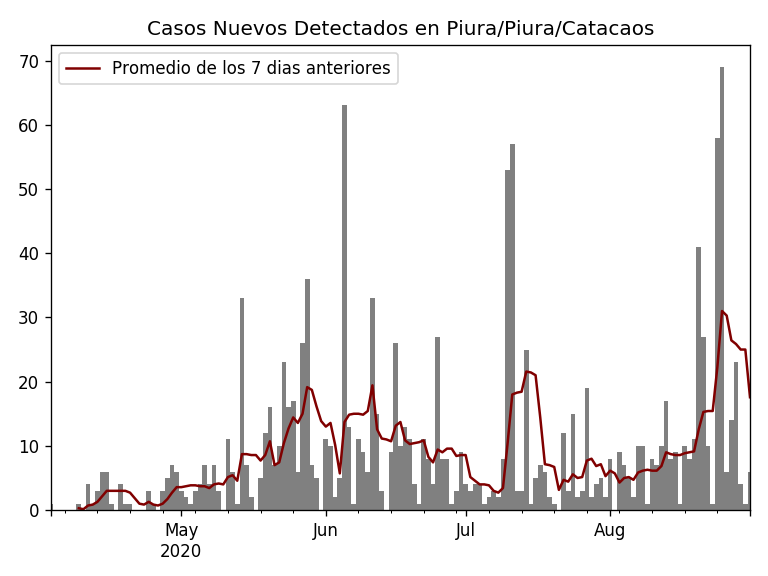 Casos Nuevos Detectados en Piura/Piura/Catacaos
Promedio de los 7 dias anteriores
70
60
50
40
30
20
10
0
May
2020
Jun
Jul
Aug